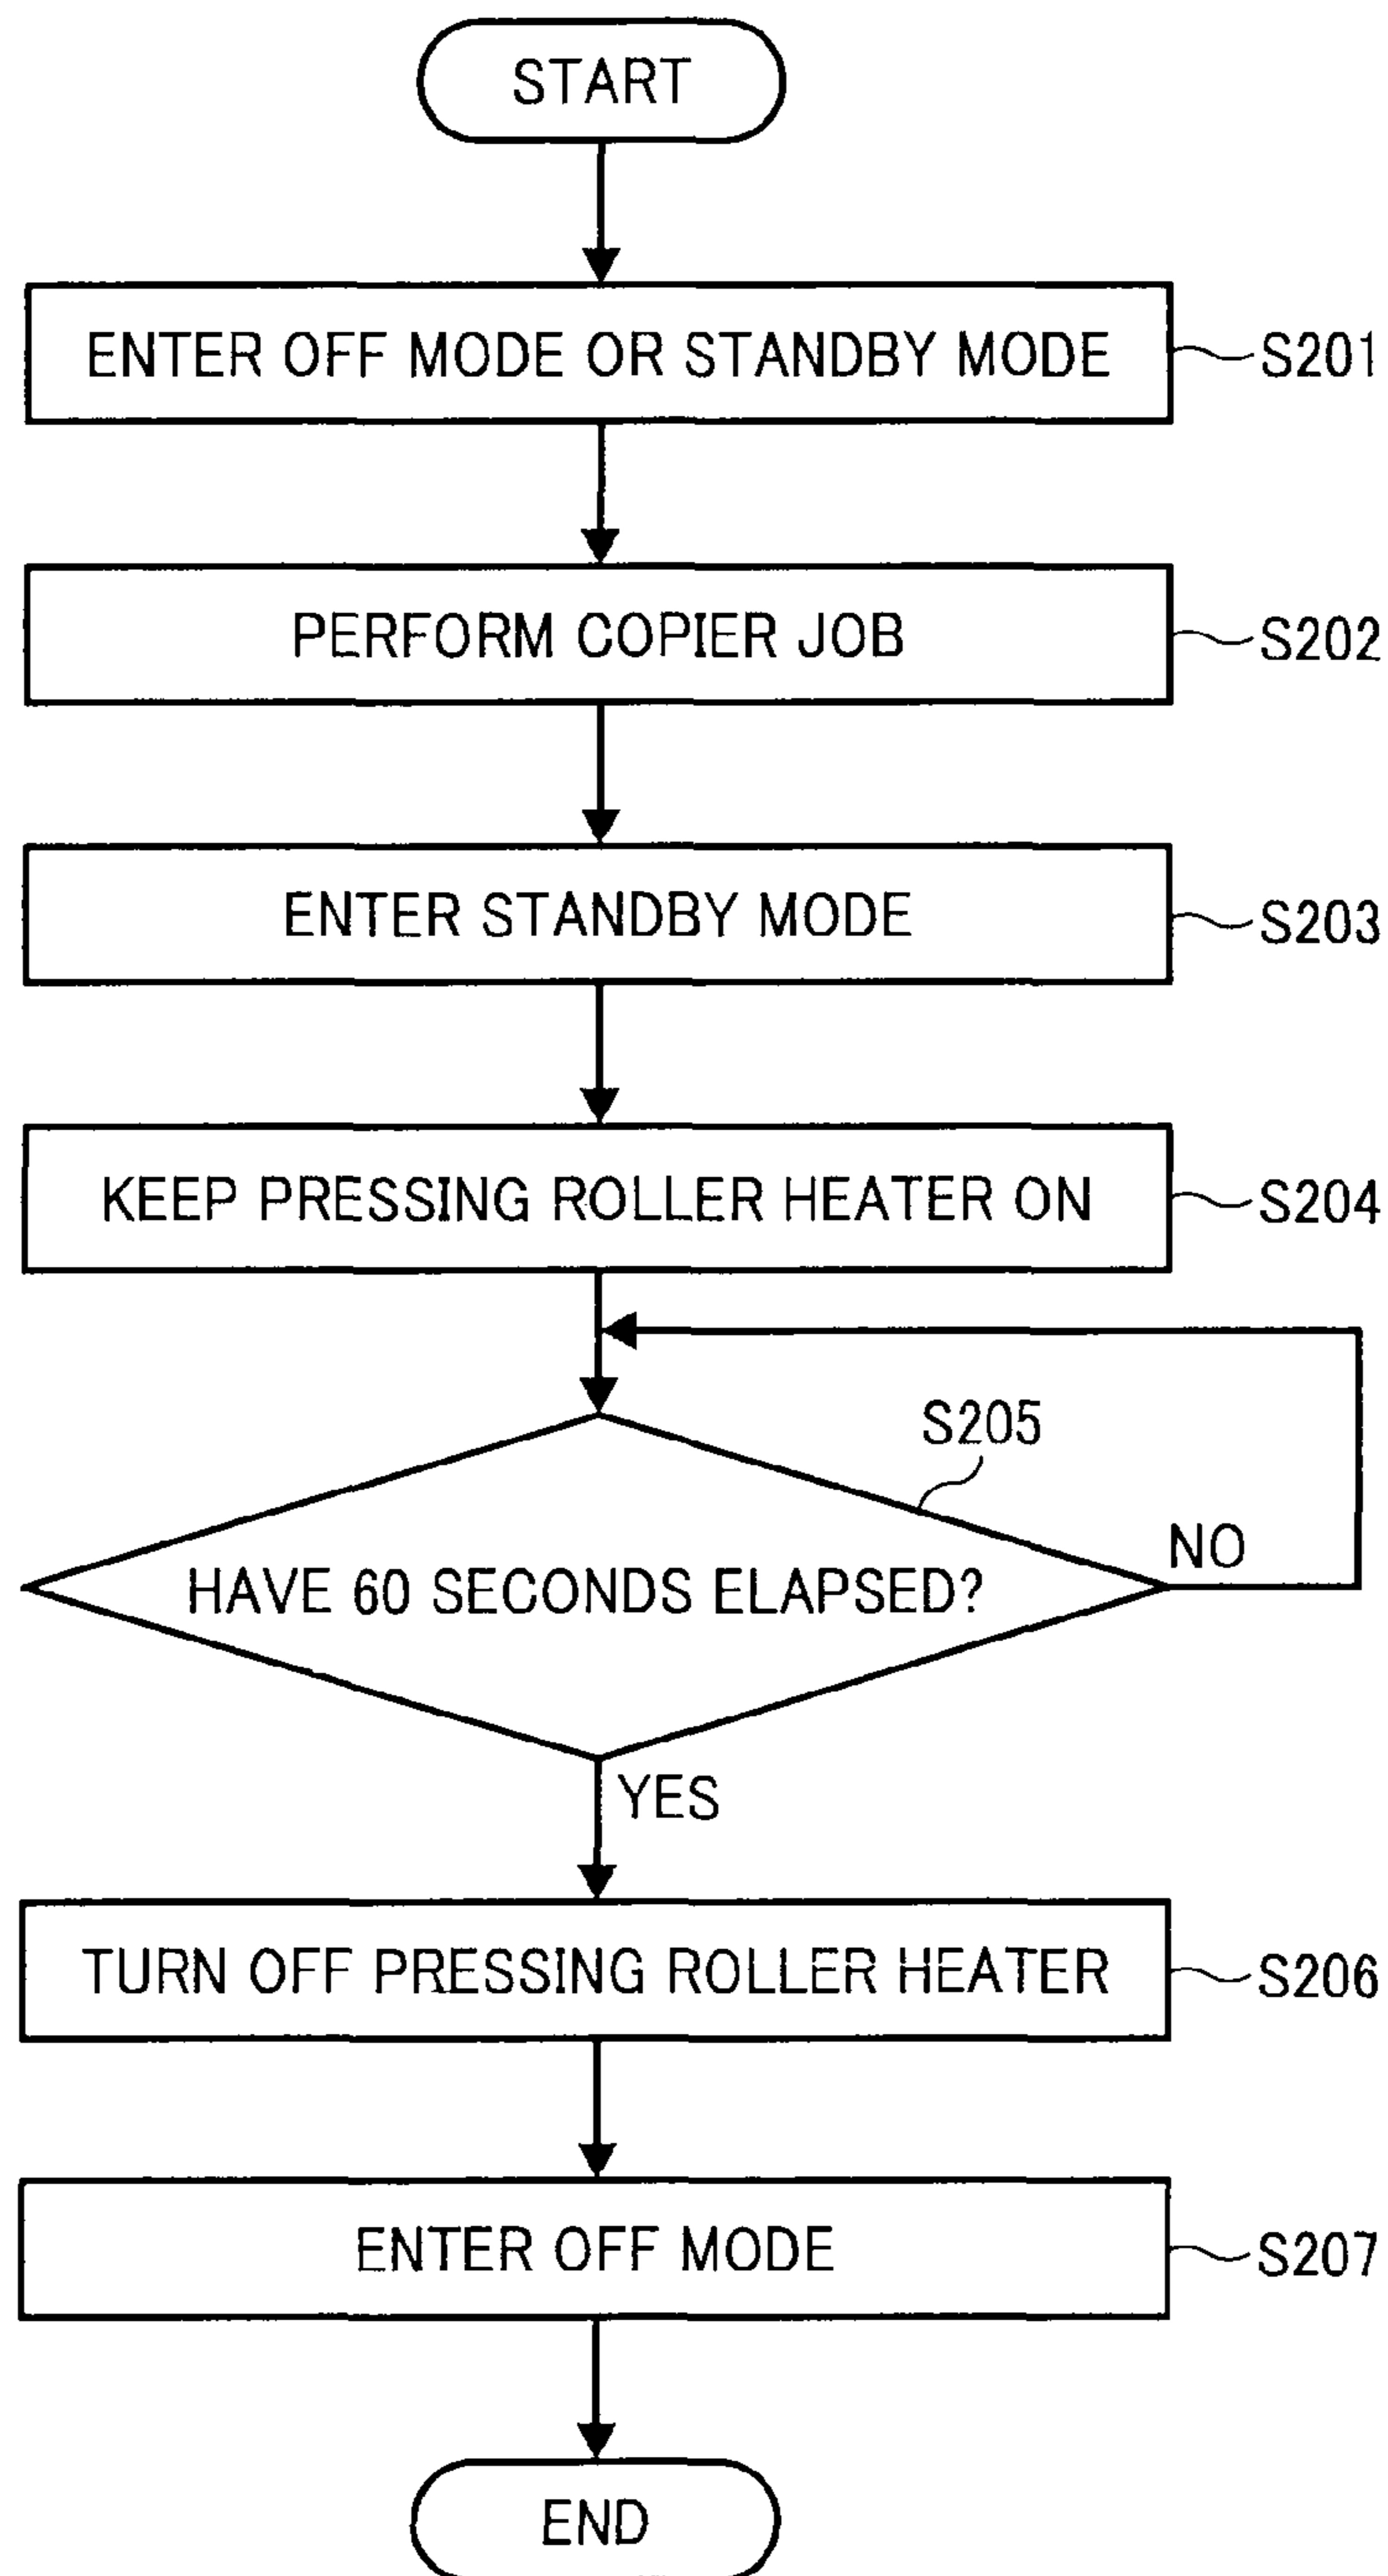 START
ENTER OFF MODE OR STANDBY MODE
S201
PERFORM COPIER JOB
S202
ENTER STANDBY MODE
S203
KEEP PRESSING ROLLER HEATER ON
S204
S205
NO
HAVE 60 SECONDS ELAPSED?
YES
TURN OFF PRESSING ROLLER HEATER
S206
ENTER OFF MODE
S207
END